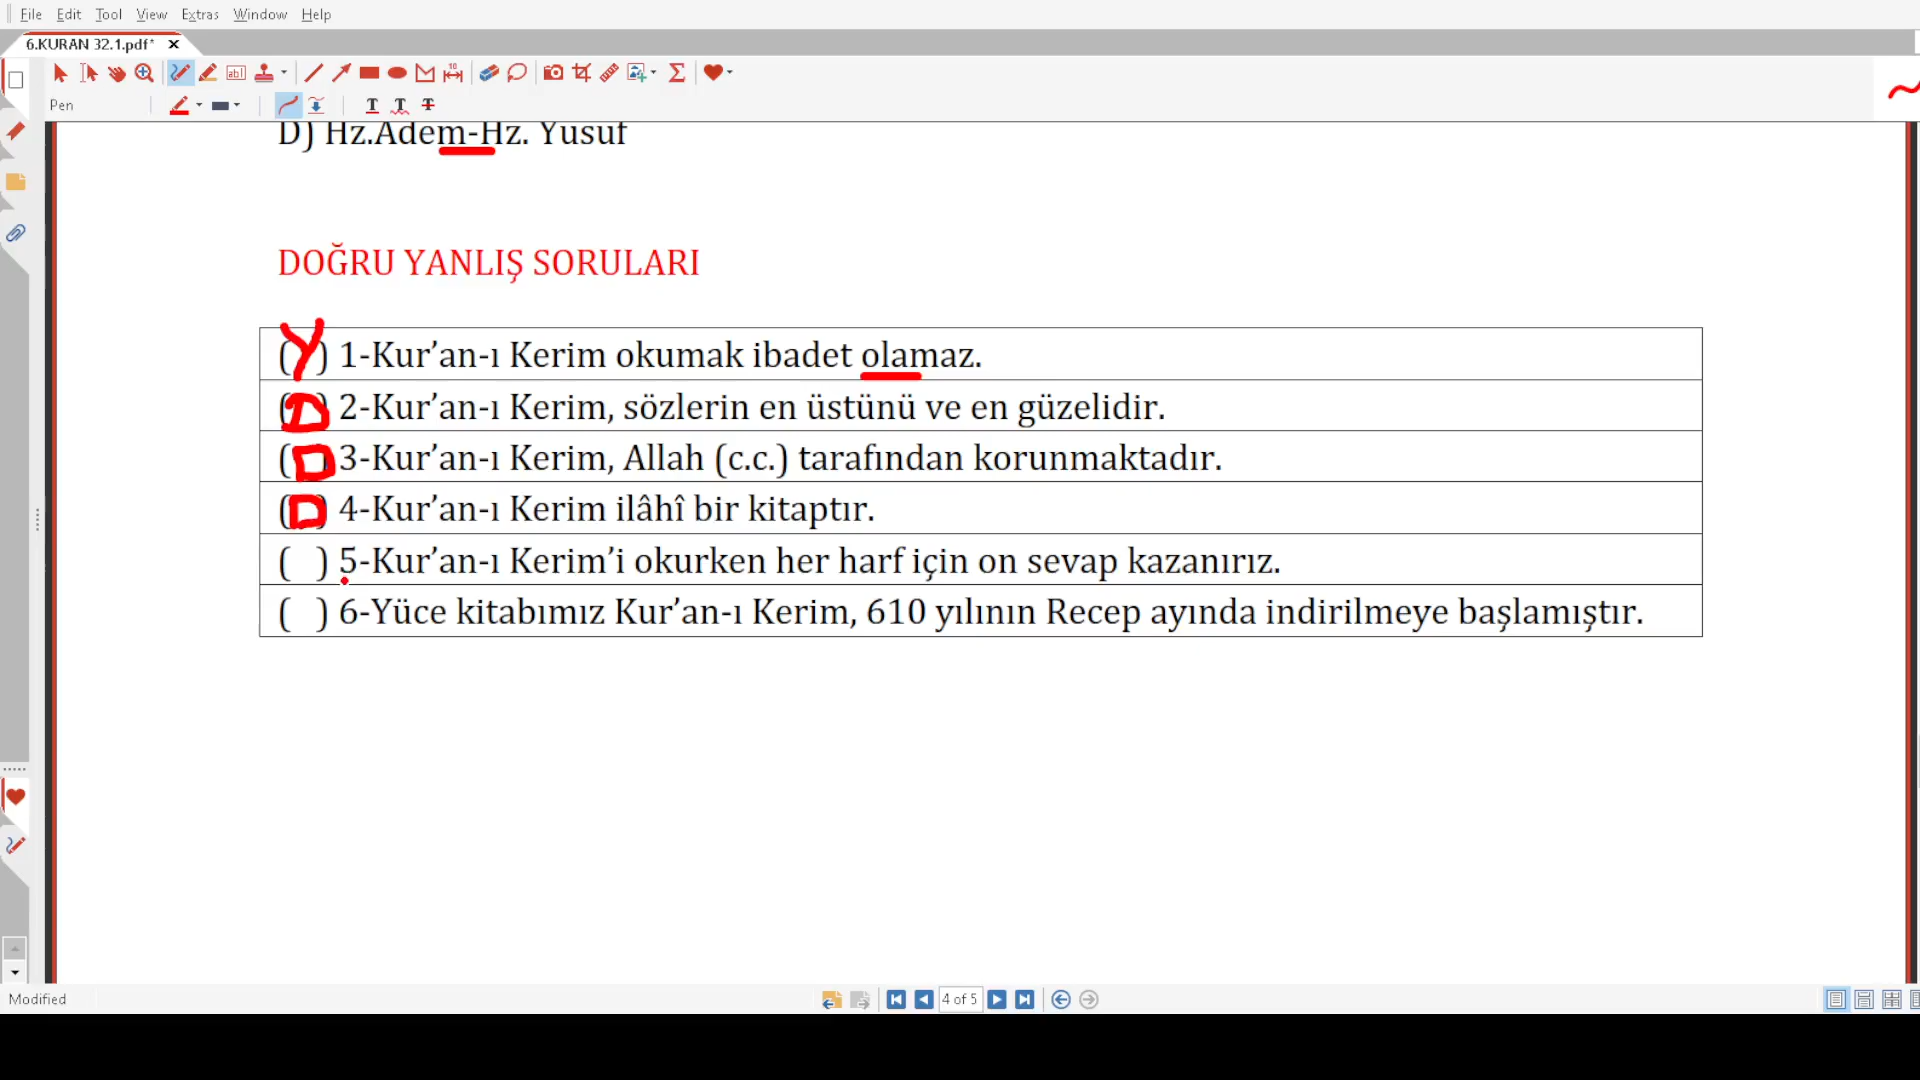 File Edit Tool View Extras Window Help
6.KURAN 32.1.pdf*
Pen
D) Hz.Adem-Hz. Yusuf
DOĞRU YANLIŞ SORULARI
(Y) 1-Kur’an-ı Kerim okumak ibadet olamaz.
(D) 2-Kur’an-ı Kerim, sözlerin en üstünü ve en güzelidir.
(D) 3-Kur’an-ı Kerim, Allah (c.c.) tarafından korunmaktadır.
(D) 4-Kur’an-ı Kerim ilâhî bir kitaptır.
( ) 5-Kur’an-ı Kerim’i okurken her harf için on sevap kazanırız.
( ) 6-Yüce kitabımız Kur’an-ı Kerim, 610 yılının Recep ayında indirilmeye başlamıştır.
Modified 4 of 5